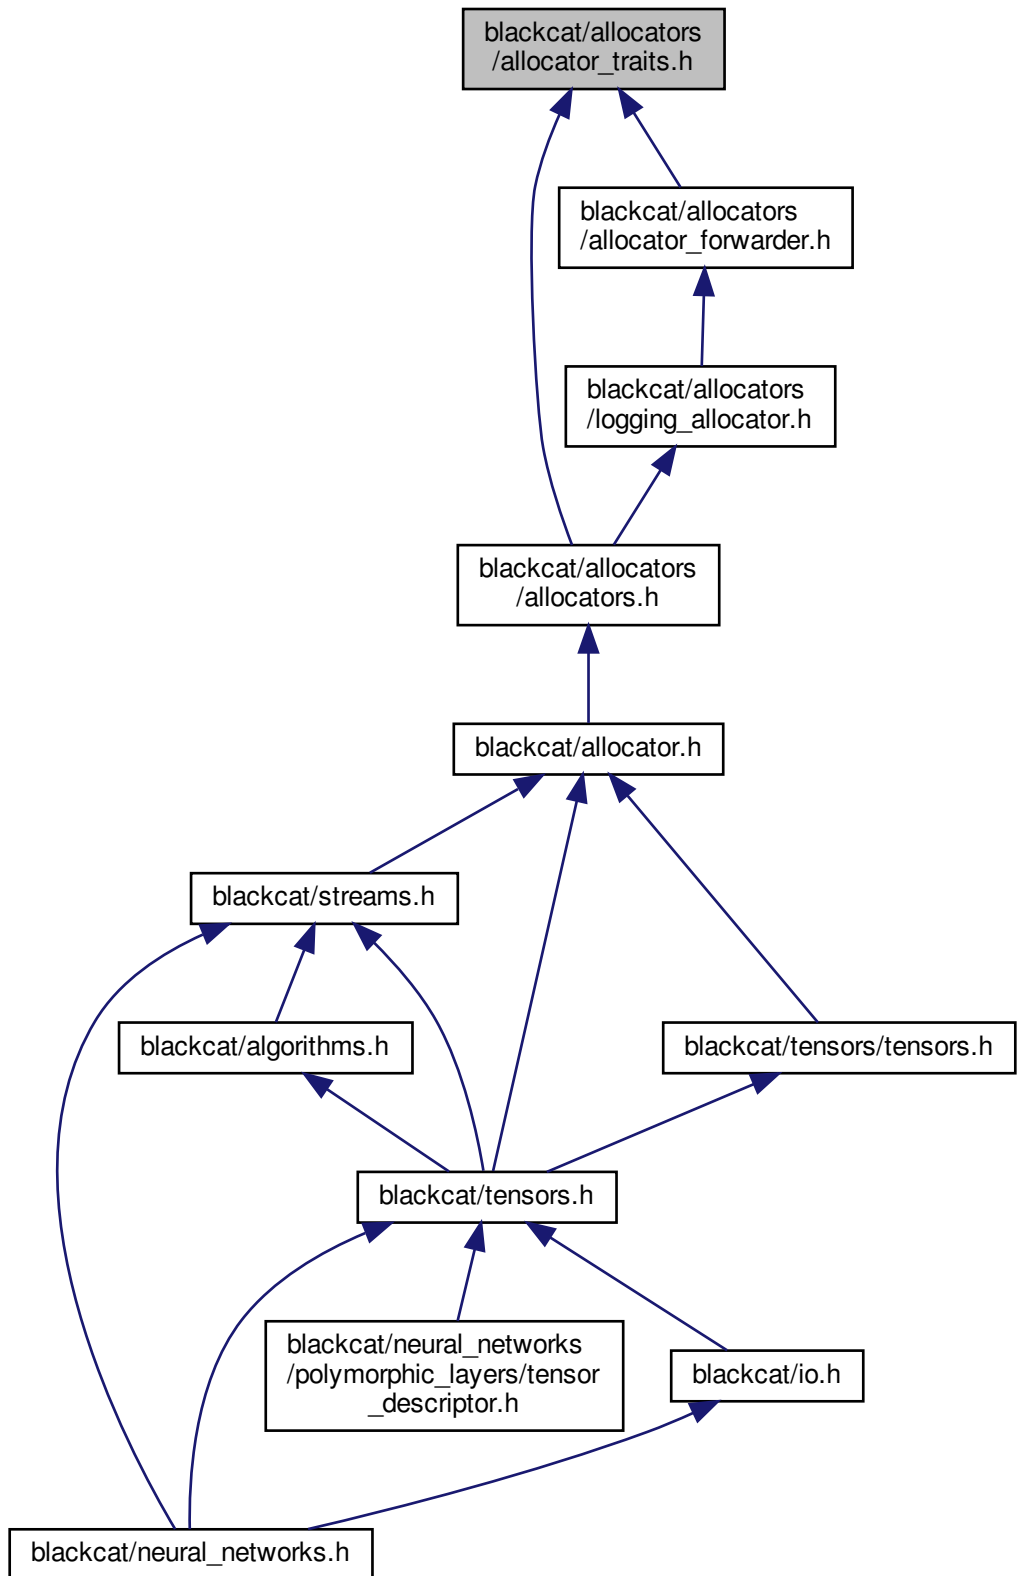 blackcat/allocators
/allocator_traits.h
blackcat/allocators
/allocator_forwarder.h
blackcat/allocators
/logging_allocator.h
blackcat/allocators
/allocators.h
blackcat/allocator.h
blackcat/streams.h
blackcat/algorithms.h
blackcat/tensors/tensors.h
blackcat/tensors.h
blackcat/neural_networks
/polymorphic_layers/tensor
_descriptor.h
blackcat/io.h
blackcat/neural_networks.h